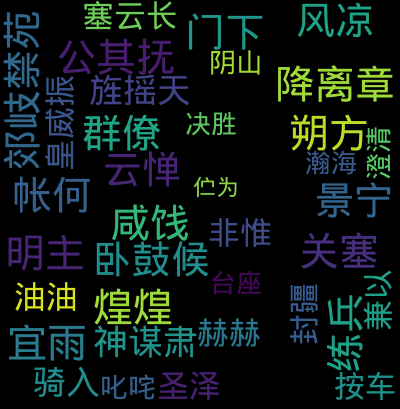 塞云长
门下
风凉
公其抚
阴山
郊岐禁苑
皇威振
旌摇天
降离章
群僚
决胜
朔方
澄清
云惮
瀚海
帐何
伫为
景宁
咸饯
非惟
明主
卧鼓候
关塞
台座
油油
煌煌
封疆
兼以
练兵
宜雨
神谋肃
赫赫
骑入
叱咤
圣泽
按车